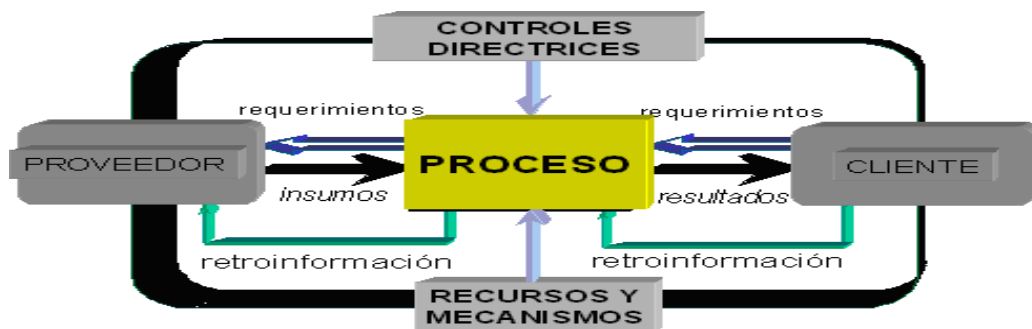 CONTROLES
DIRECTRICES
requerimientos
requerimientos
PROVEEDOR
PROCESO
CLIENTE
insumos
resultados
retroinformación
retroinformación
RECURSOS Y
MECANISMOS